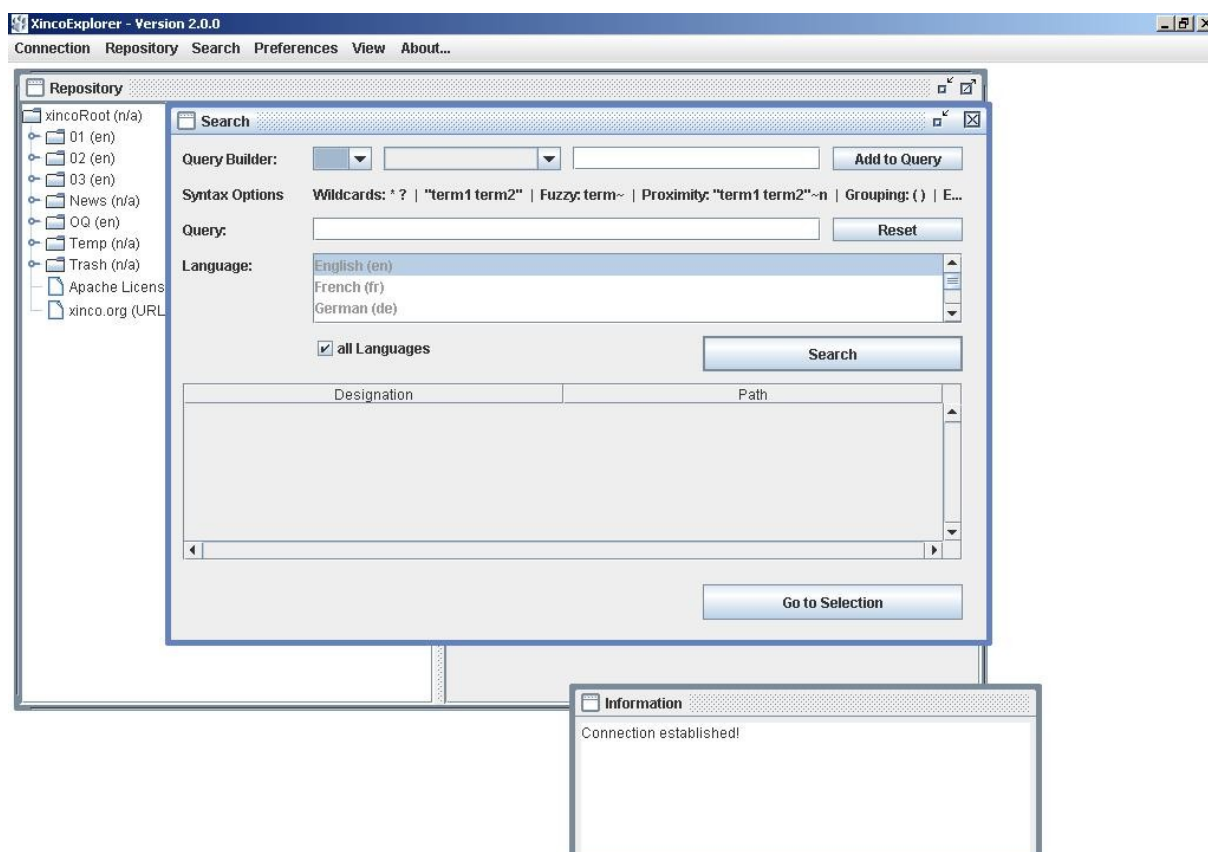 XincoExplorer - Version 2.0.0
Connection Repository Search Preferences View About...
Repository
xincoRoot (n/a)
01 (en)
02 (en)
03 (en)
News (n/a)
OQ (en)
Temp (n/a)
Trash (n/a)
Apache Licens
xinco.org (URL
Search
Query Builder: Add to Query
Syntax Options Wildcards: * ? | "term1 term2" | Fuzzy: term~ | Proximity: "term1 term2"~n | Grouping: ( ) | E...
Query: Reset
Language: English (en)
French (fr)
German (de)
all Languages Search
Designation Path
Go to Selection
Information
Connection established!